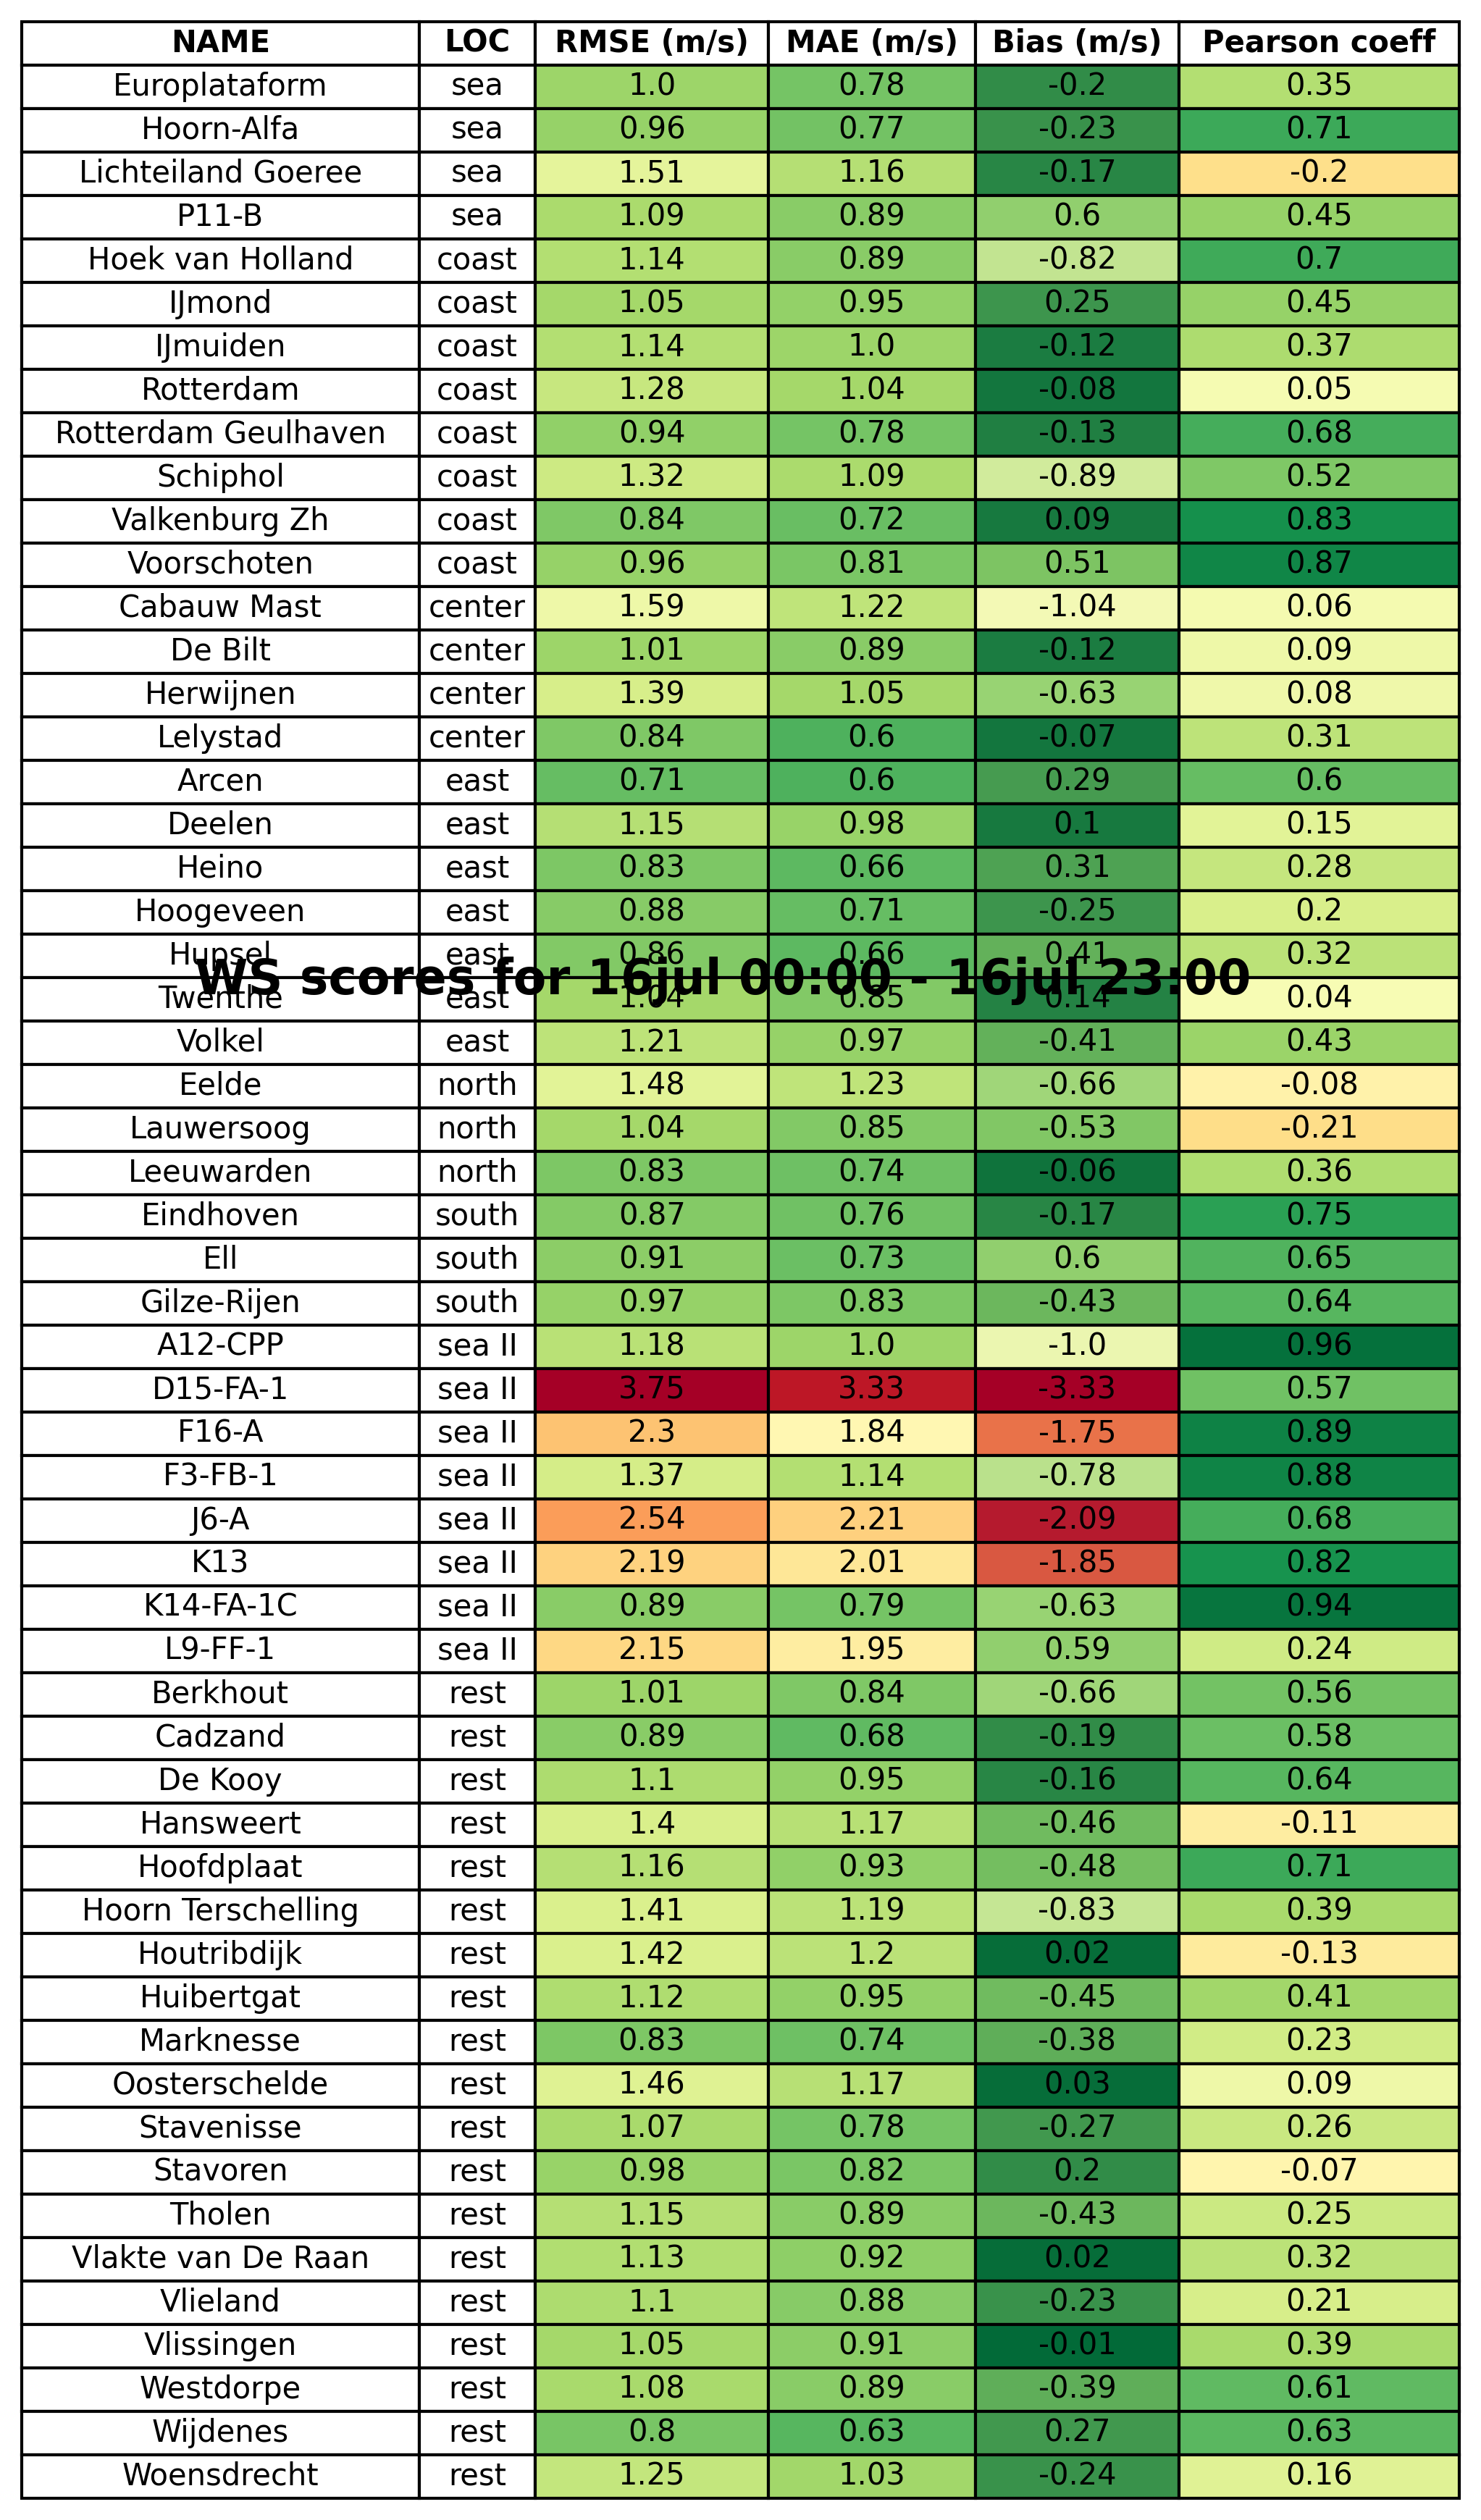 NAME LOC RMSE (m/s) MAE (m/s) Bias (m/s) Pearson coeff
Europlataform sea 1.0 0.78 -0.2 0.35
Hoorn-Alfa sea 0.96 0.77 -0.23 0.71
Lichteiland Goeree sea 1.51 1.16 -0.17 -0.2
P11-B sea 1.09 0.89 0.6 0.45
Hoek van Holland coast 1.14 0.89 -0.82 0.7
IJmond coast 1.05 0.95 0.25 0.45
IJmuiden coast 1.14 1.0 -0.12 0.37
Rotterdam coast 1.28 1.04 -0.08 0.05
Rotterdam Geulhaven coast 0.94 0.78 -0.13 0.68
Schiphol coast 1.32 1.09 -0.89 0.52
Valkenburg Zh coast 0.84 0.72 0.09 0.83
Voorschoten coast 0.96 0.81 0.51 0.87
Cabauw Mast center 1.59 1.22 -1.04 0.06
De Bilt center 1.01 0.89 -0.12 0.09
Herwijnen center 1.39 1.05 -0.63 0.08
Lelystad center 0.84 0.6 -0.07 0.31
Arcen east 0.71 0.6 0.29 0.6
Deelen east 1.15 0.98 0.1 0.15
Heino east 0.83 0.66 0.31 0.28
Hoogeveen east 0.88 0.71 -0.25 0.2
Hupsel east 0.86 0.66 0.41 0.32
WS scores for 16jul 00:00 - 16jul 23:00
Twenthe east 1.04 0.85 0.14 0.04
Volkel east 1.21 0.97 -0.41 0.43
Eelde north 1.48 1.23 -0.66 -0.08
Lauwersoog north 1.04 0.85 -0.53 -0.21
Leeuwarden north 0.83 0.74 -0.06 0.36
Eindhoven south 0.87 0.76 -0.17 0.75
Ell south 0.91 0.73 0.6 0.65
Gilze-Rijen south 0.97 0.83 -0.43 0.64
A12-CPP sea II 1.18 1.0 -1.0 0.96
D15-FA-1 sea II 3.75 3.33 -3.33 0.57
F16-A sea II 2.3 1.84 -1.75 0.89
F3-FB-1 sea II 1.37 1.14 -0.78 0.88
J6-A sea II 2.54 2.21 -2.09 0.68
K13 sea II 2.19 2.01 -1.85 0.82
K14-FA-1C sea II 0.89 0.79 -0.63 0.94
L9-FF-1 sea II 2.15 1.95 0.59 0.24
Berkhout rest 1.01 0.84 -0.66 0.56
Cadzand rest 0.89 0.68 -0.19 0.58
De Kooy rest 1.1 0.95 -0.16 0.64
Hansweert rest 1.4 1.17 -0.46 -0.11
Hoofdplaat rest 1.16 0.93 -0.48 0.71
Hoorn Terschelling rest 1.41 1.19 -0.83 0.39
Houtribdijk rest 1.42 1.2 0.02 -0.13
Huibertgat rest 1.12 0.95 -0.45 0.41
Marknesse rest 0.83 0.74 -0.38 0.23
Oosterschelde rest 1.46 1.17 0.03 0.09
Stavenisse rest 1.07 0.78 -0.27 0.26
Stavoren rest 0.98 0.82 0.2 -0.07
Tholen rest 1.15 0.89 -0.43 0.25
Vlakte van De Raan rest 1.13 0.92 0.02 0.32
Vlieland rest 1.1 0.88 -0.23 0.21
Vlissingen rest 1.05 0.91 -0.01 0.39
Westdorpe rest 1.08 0.89 -0.39 0.61
Wijdenes rest 0.8 0.63 0.27 0.63
Woensdrecht rest 1.25 1.03 -0.24 0.16